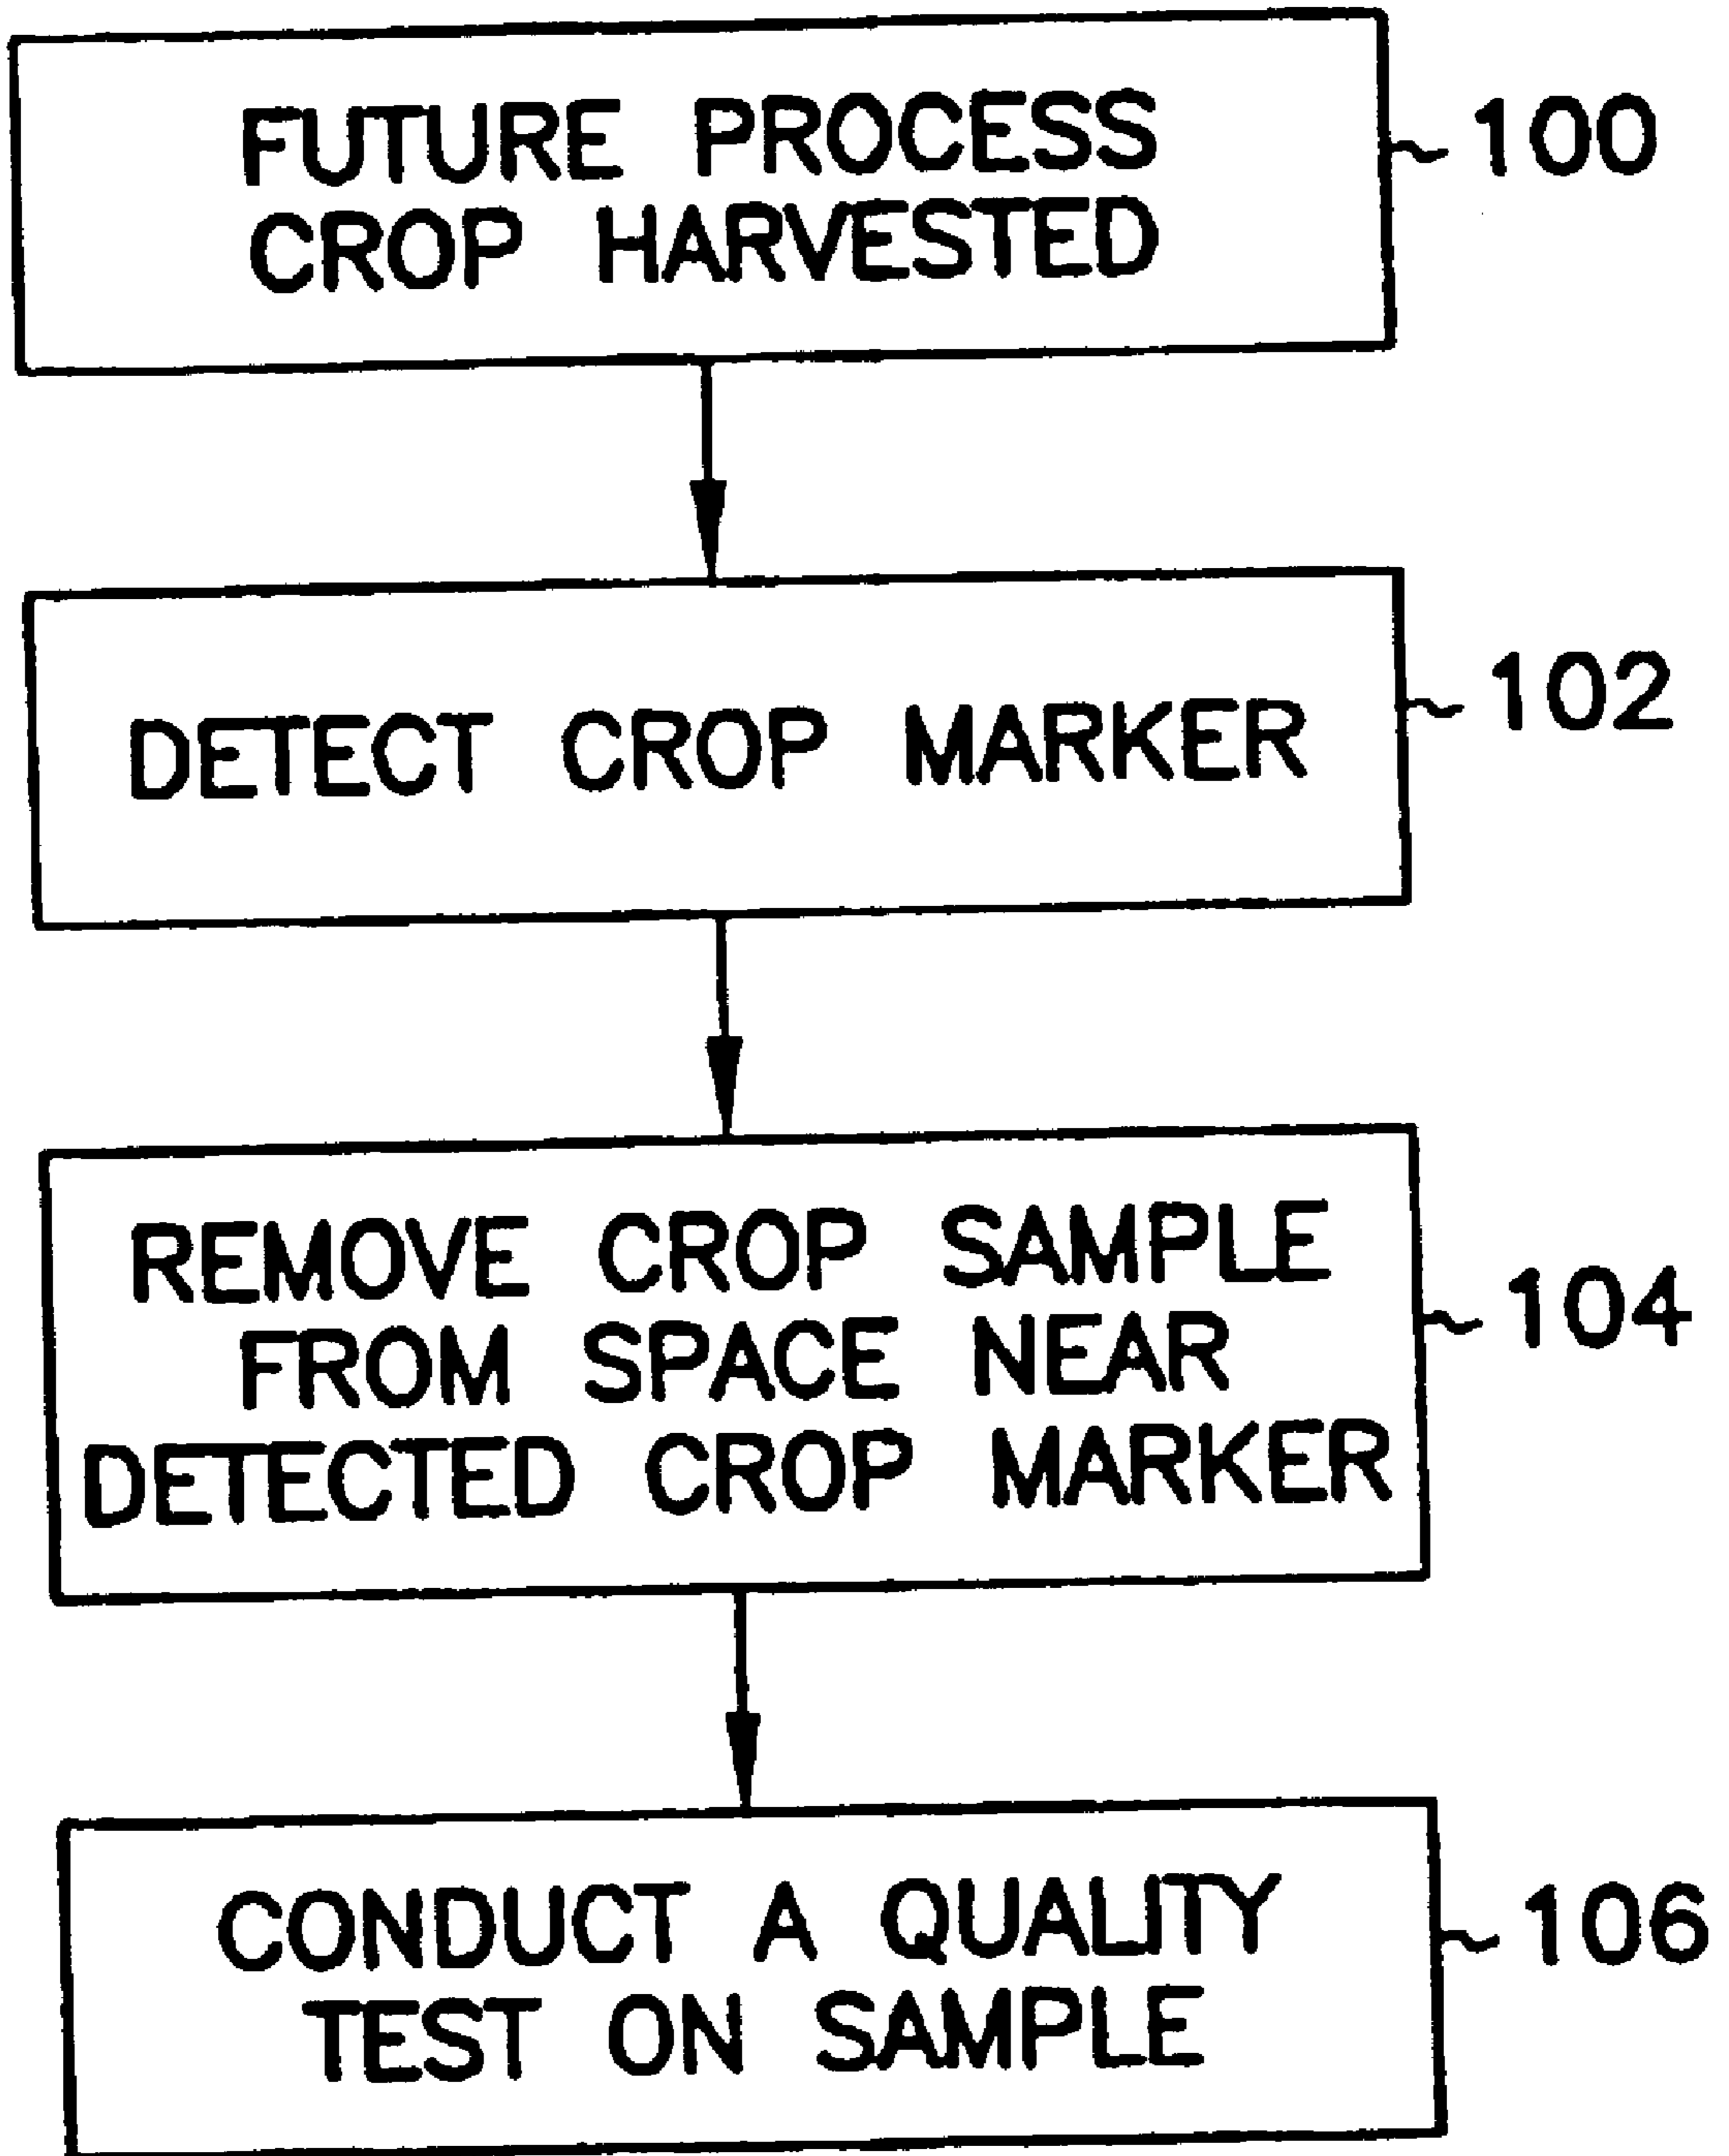 FUTURE PROCESS
CROP HARVESTED
100
DETECT CROP MARKER
102
REMOVE CROP SAMPLE
FROM SPACE NEAR
DETECTED CROP MARKER
104
CONDUCT A QUALITY
TEST ON SAMPLE
106